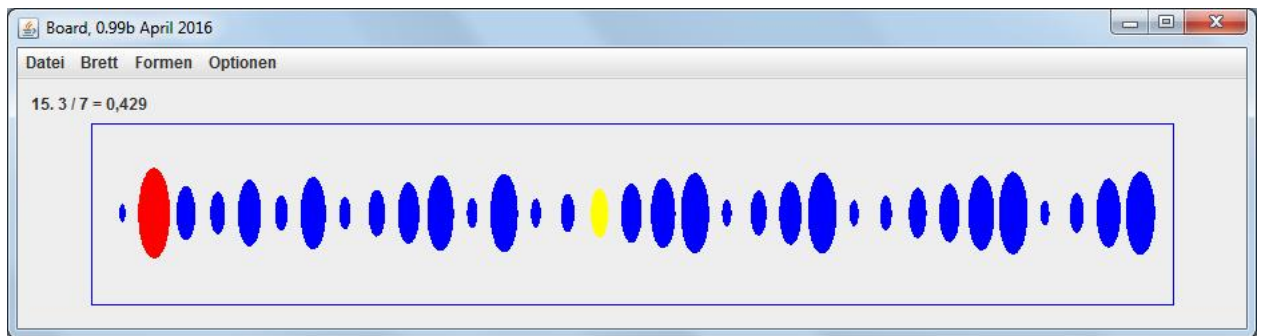 Board, 0.99b April 2016
Datei Brett Formen Optionen
15. 3 / 7 = 0,429